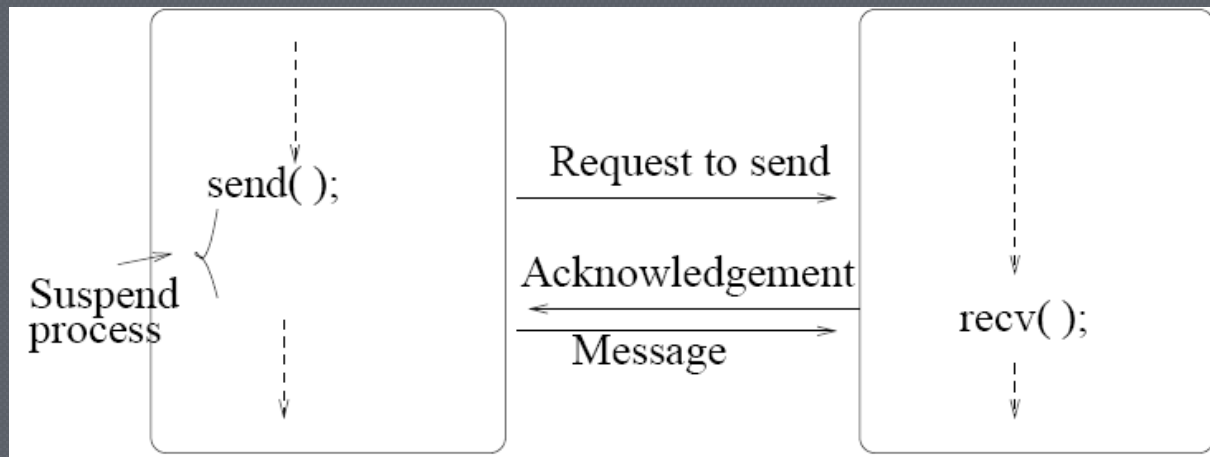 Request to send
send( );
Acknowledgement
Suspend
process
recv( );
Message